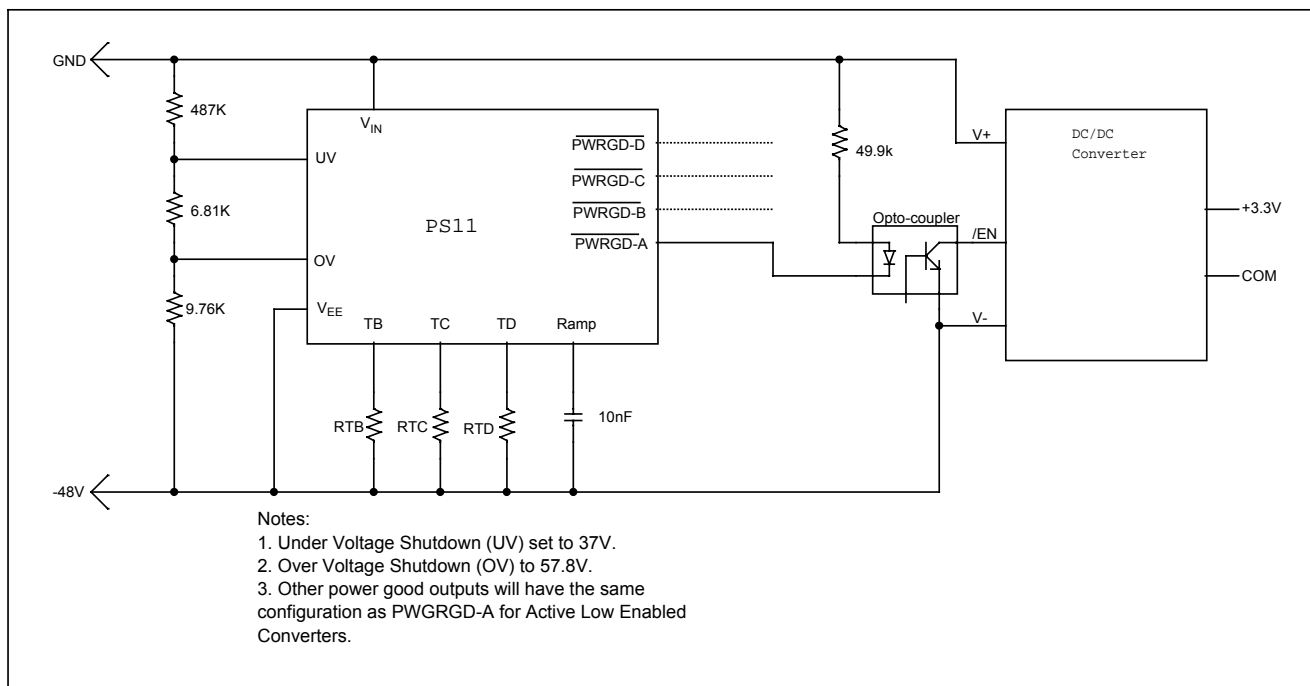 GND
487K
V_IN
UV
PWRGD-D
PWRGD-C
PWRGD-B
PWRGD-A
6.81K
PS11
OV
9.76K
V_EE
TB
TC
TD
Ramp
49.9k
Opto-coupler
V+
DC/DC
Converter
/EN
+3.3V
COM
V-
RTB
RTC
RTD
10nF
-48V
Notes:
1. Under Voltage Shutdown (UV) set to 37V.
2. Over Voltage Shutdown (OV) to 57.8V.
3. Other power good outputs will have the same
configuration as PWGRGD-A for Active Low Enabled
Converters.